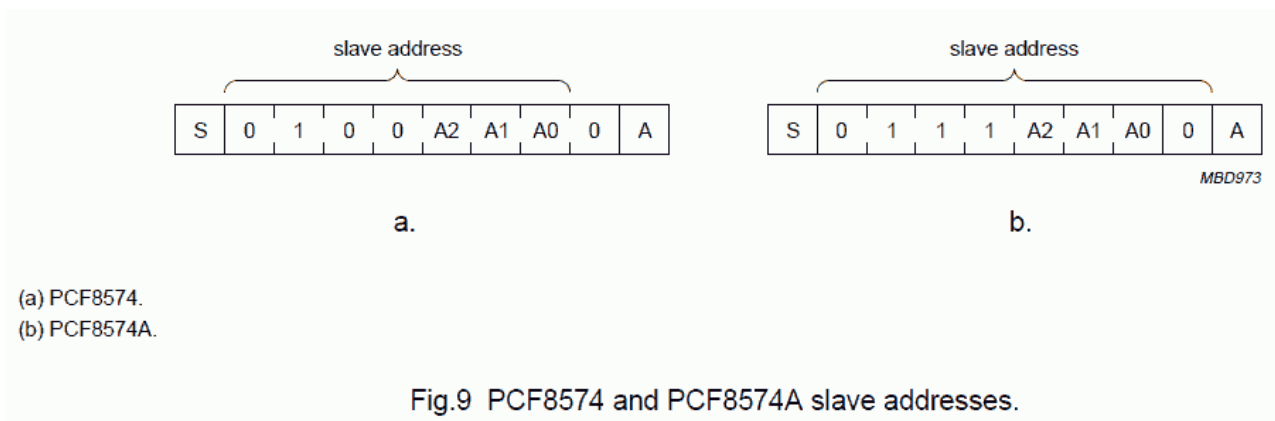 slave address
slave address
S 0 1 0 0 A2 A1 A0 0 A
S 0 1 1 1 A2 A1 A0 0 A
MBD973
a.
b.
(a) PCF8574.
(b) PCF8574A.
Fig.9 PCF8574 and PCF8574A slave addresses.